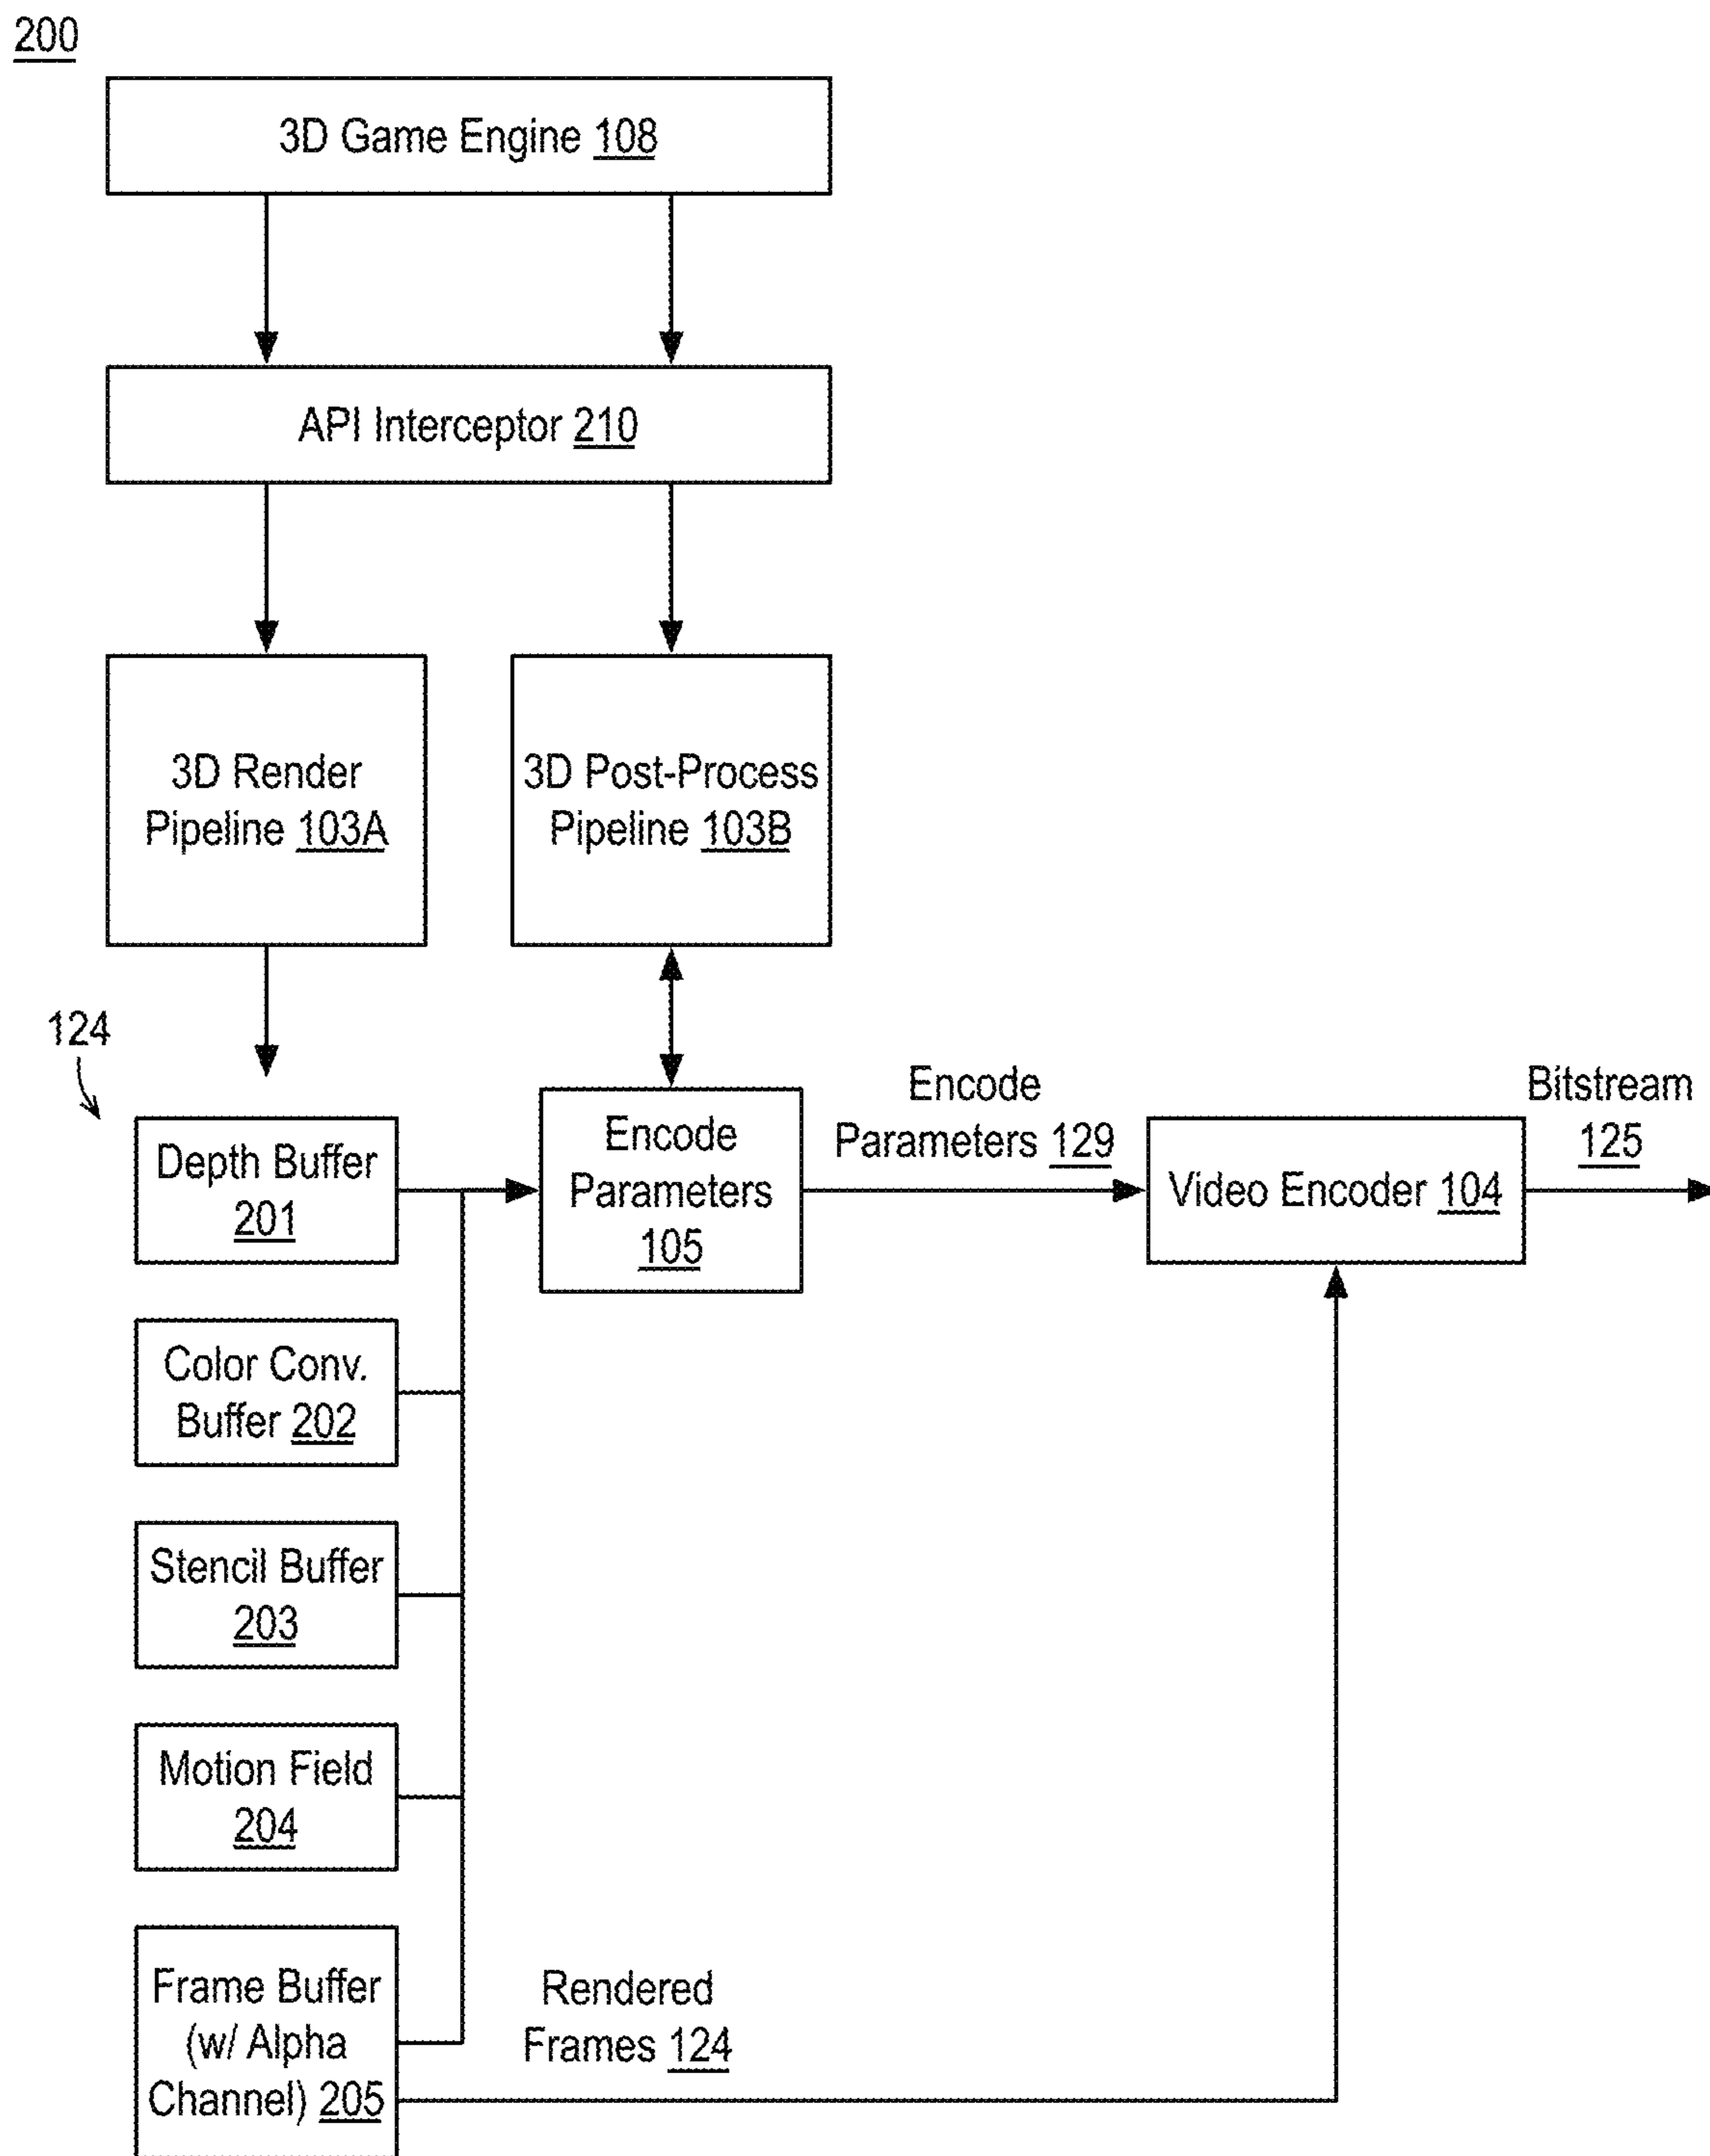 200
3D Game Engine 108
API Interceptor 210
3D Render
Pipeline 103A
3D Post-Process
Pipeline 103B
124
Depth Buffer
201
Encode
Parameters
105
Encode
Parameters 129
Video Encoder 104
Bitstream
125
Color Conv.
Buffer 202
Stencil Buffer
203
Motion Field
204
Frame Buffer
(w/ Alpha
Channel) 205
Rendered
Frames 124